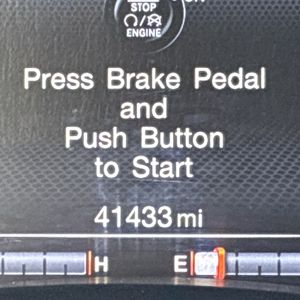 STOP
ENGINE
Press Brake Pedal
and
Push Button
to Start
41433 mi
H E